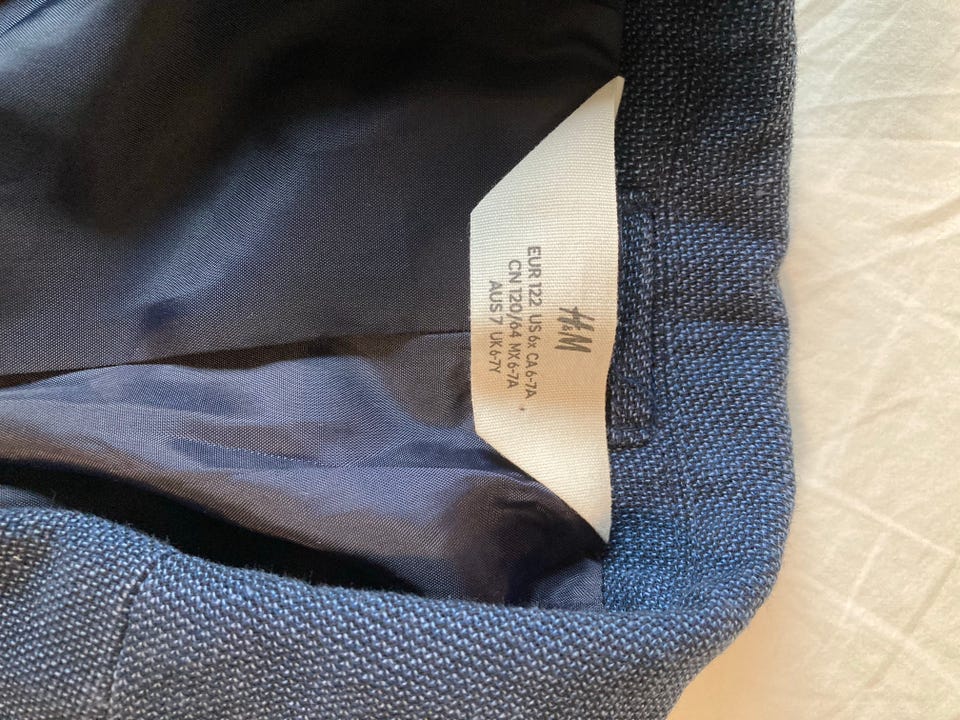 H&M
EUR 122 US 6x CA 6-7A
CN 120/64 MX 6-7A
AUS 7 UK 6-7Y